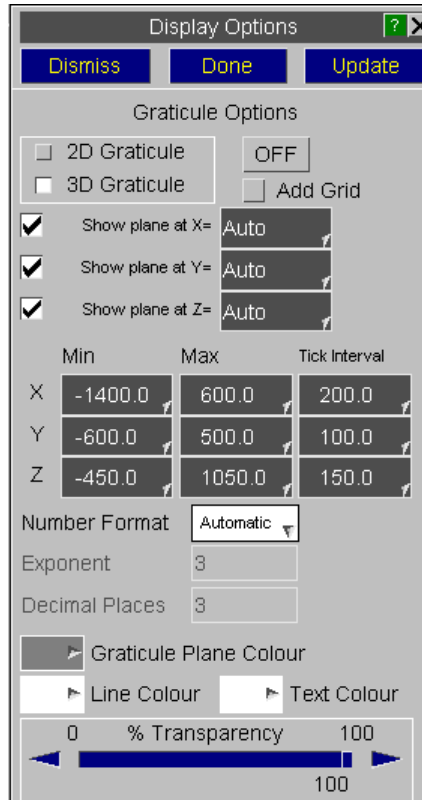 Display Options ? X
Dismiss Done Update
Graticule Options
2D Graticule OFF
3D Graticule Add Grid
Show plane at X= Auto
Show plane at Y= Auto
Show plane at Z= Auto
Min Max Tick Interval
X -1400.0 600.0 200.0
Y -600.0 500.0 100.0
Z -450.0 1050.0 150.0
Number Format Automatic
Exponent 3
Decimal Places 3
Graticule Plane Colour
Line Colour Text Colour
0 % Transparency 100
100